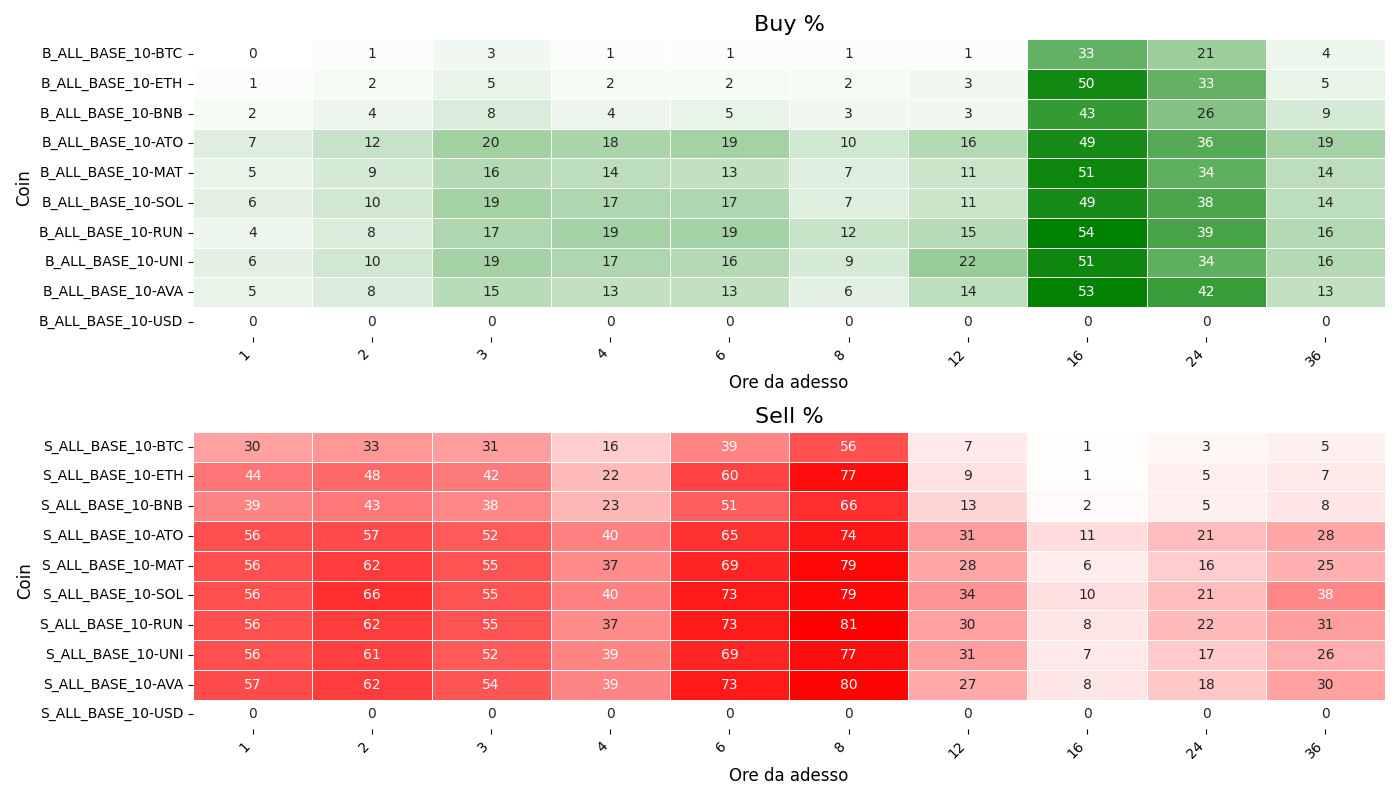 Buy %
Coin
B_ALL_BASE_10-BTC 0 1 3 1 1 1 1 33 21 4
B_ALL_BASE_10-ETH 1 2 5 2 2 2 3 50 33 5
B_ALL_BASE_10-BNB 2 4 8 4 5 3 3 43 26 9
B_ALL_BASE_10-ATO 7 12 20 18 19 10 16 49 36 19
B_ALL_BASE_10-MAT 5 9 16 14 13 7 11 51 34 14
B_ALL_BASE_10-SOL 6 10 19 17 17 7 11 49 38 14
B_ALL_BASE_10-RUN 4 8 17 19 19 12 15 54 39 16
B_ALL_BASE_10-UNI 6 10 19 17 16 9 22 51 34 16
B_ALL_BASE_10-AVA 5 8 15 13 13 6 14 53 42 13
B_ALL_BASE_10-USD 0 0 0 0 0 0 0 0 0 0
1 2 3 4 6 8 12 16 24 36
Ore da adesso
Sell %
Coin
S_ALL_BASE_10-BTC 30 33 31 16 39 56 7 1 3 5
S_ALL_BASE_10-ETH 44 48 42 22 60 77 9 1 5 7
S_ALL_BASE_10-BNB 39 43 38 23 51 66 13 2 5 8
S_ALL_BASE_10-ATO 56 57 52 40 65 74 31 11 21 28
S_ALL_BASE_10-MAT 56 62 55 37 69 79 28 6 16 25
S_ALL_BASE_10-SOL 56 66 55 40 73 79 34 10 21 38
S_ALL_BASE_10-RUN 56 62 55 37 73 81 30 8 22 31
S_ALL_BASE_10-UNI 56 61 52 39 69 77 31 7 17 26
S_ALL_BASE_10-AVA 57 62 54 39 73 80 27 8 18 30
S_ALL_BASE_10-USD 0 0 0 0 0 0 0 0 0 0
1 2 3 4 6 8 12 16 24 36
Ore da adesso